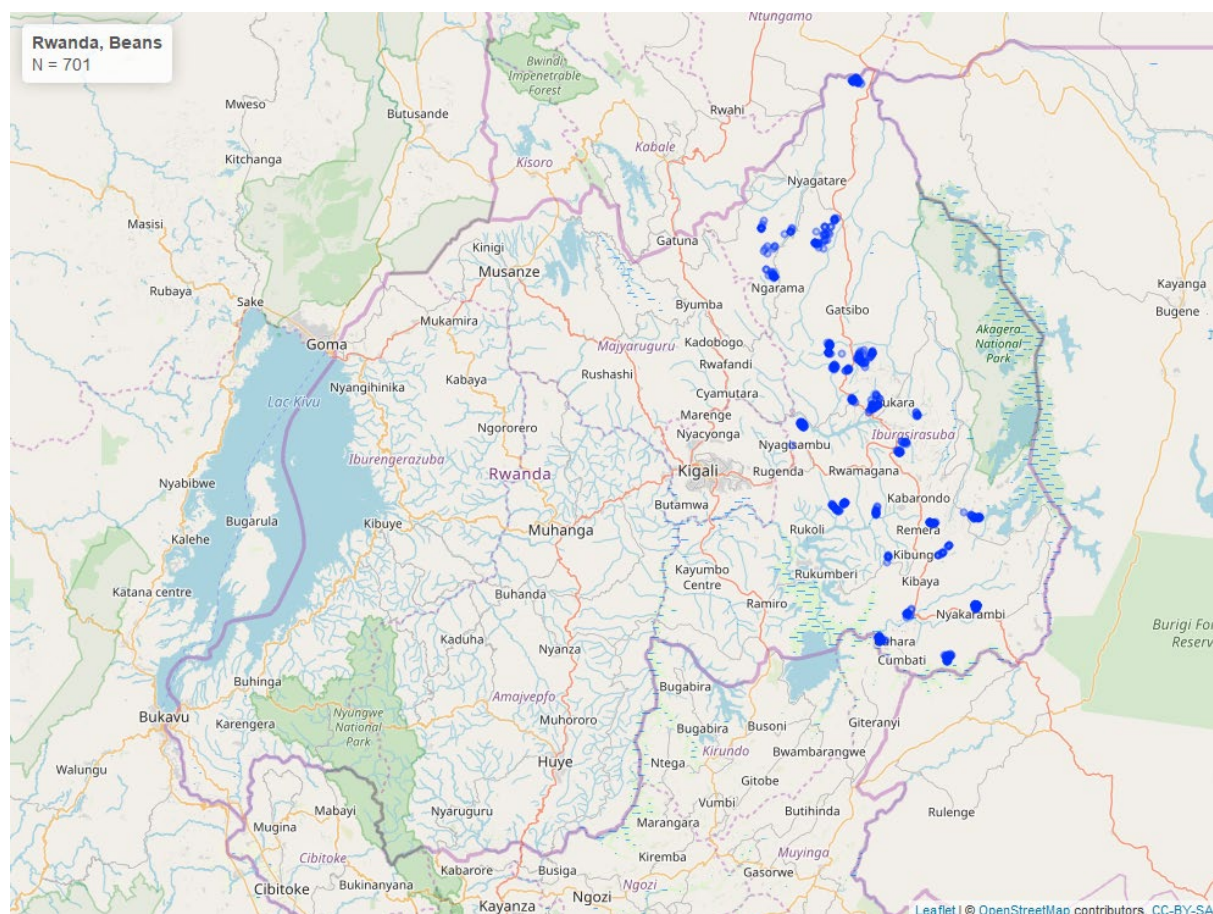 Rwanda, Beans
N = 701
Ntungamo
Bwindi
Impenetrable
Forest
Mweso
Butusande
Rwahi
Kitchanga
Kisoro
Kabale
Nyagatare
Masisi
Gatuna
Kinigi
Musanze
Rubaya
Sake
Ngarama
Kayanga
Bugene
Byumba
Gatsibo
Mukamira
Akagera
National
Park
Goma
Majyaruguru
Kadobogo
Rwafandi
Rushashi
Nyangihinika
Kabaya
Cyamutara
Lac Kivu
Marenge
Ngororero
Nyacyonga
Iburasirasuba
Iburengerazuba
Rwanda
Kigali
Rugenda
Rwamagana
Nyabibwe
Kabarondo
Butamwa
Bugarula
Kibuye
Muhanga
Rukoli
Remera
Kalehe
Kibungo
Kayumbo
Centre
Rukumberi
Kibaya
Katana centre
Buhanda
Ramiro
Nyakarambi
Kaduha
Nyanza
Burigi For
Reserv
Cumbati
Buhinga
Bugabira
Amajyepfo
Bukavu
Karengera
Nyungwe
National
Park
Muhororo
Bugabira
Busoni
Giteranyi
Kirundo
Bwambarangwe
Walungu
Huye
Ntega
Gitobe
Vumbi
Butihinda
Rulenge
Mabayi
Nyaruguru
Mugina
Marangara
Cibitoke
Kiremba
Muyinga
Kabarore
Busiga
Gasorwe
Cibitoke
Bukinanyana
Ngozi
Ngozi
Kayanza
Leaflet | © OpenStreetMap contributors, CC-BY-SA